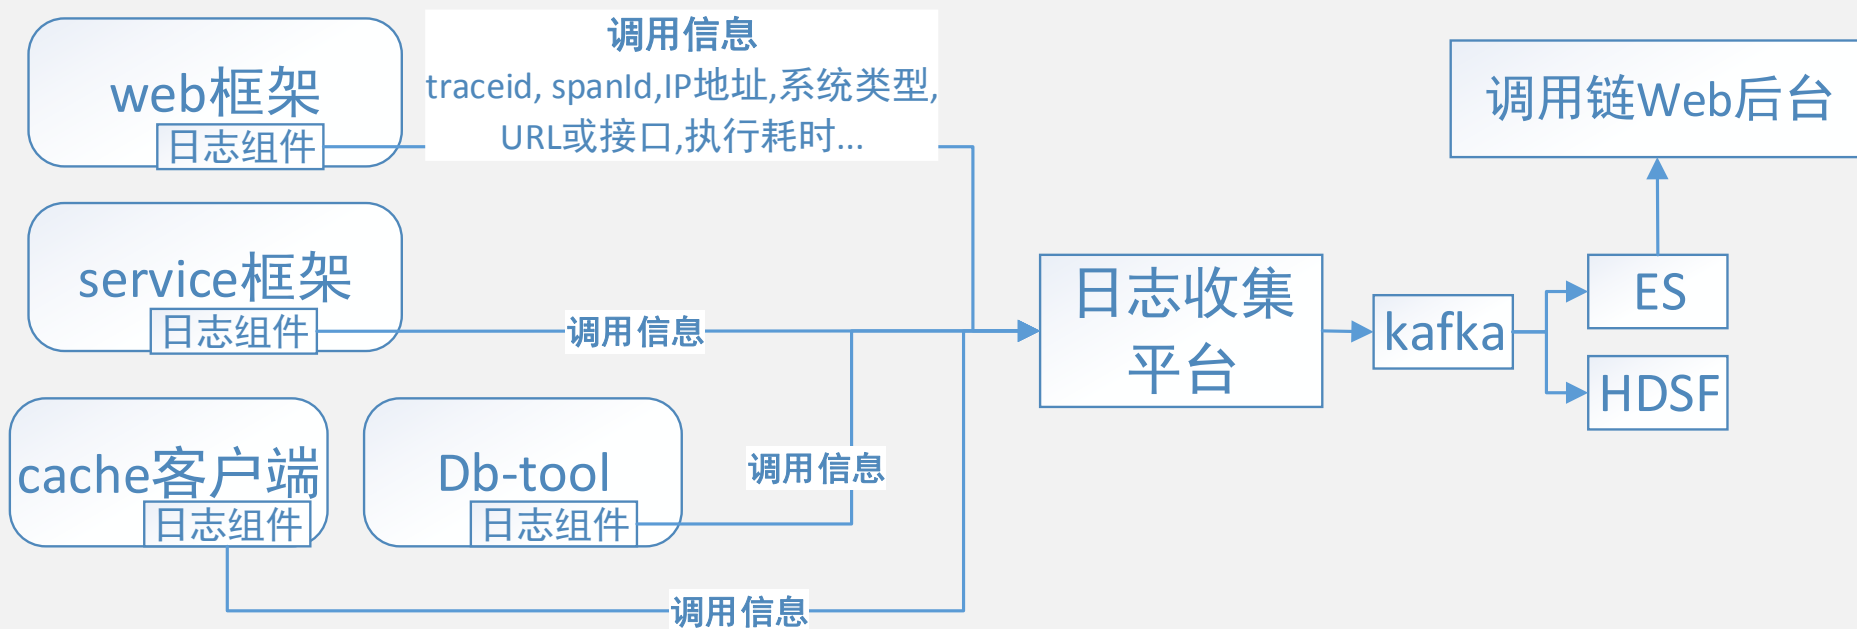 调用信息
traceid, spanId,IP地址,系统类型,
URL或接口,执行耗时...
web框架
日志组件
调用链Web后台
service框架
日志组件
调用信息
日志收集
平台
kafka
ES
HDSF
cache客户端
日志组件
Db-tool
日志组件
调用信息
调用信息